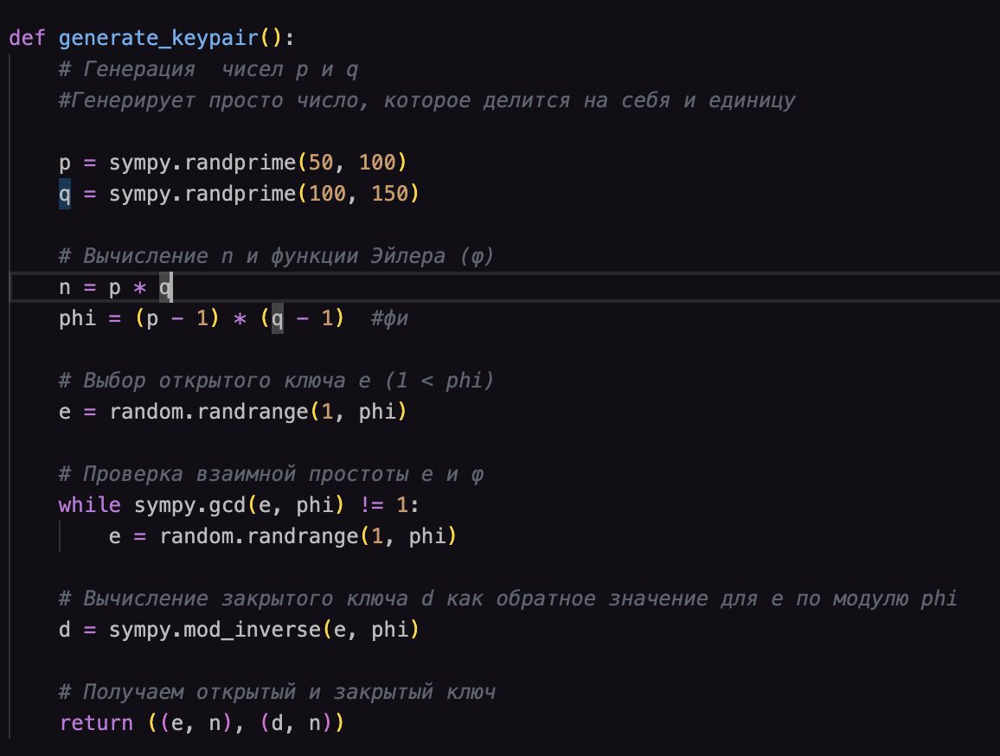 def generate_keypair():
    # Генерация  чисел p и q
    #Генерирует просто число, которое делится на себя и единицу
    p = sympy.randprime(50, 100)
    q = sympy.randprime(100, 150)
    # Вычисление n и функции Эйлера (φ)
    n = p * q
    phi = (p - 1) * (q - 1)  #фи
    # Выбор открытого ключа e (1 < phi)
    e = random.randrange(1, phi)
    # Проверка взаимной простоты e и φ
    while sympy.gcd(e, phi) != 1:
        e = random.randrange(1, phi)
    # Вычисление закрытого ключа d как обратное значение для e по модулю phi
    d = sympy.mod_inverse(e, phi)
    # Получаем открытый и закрытый ключ
    return ((e, n), (d, n))